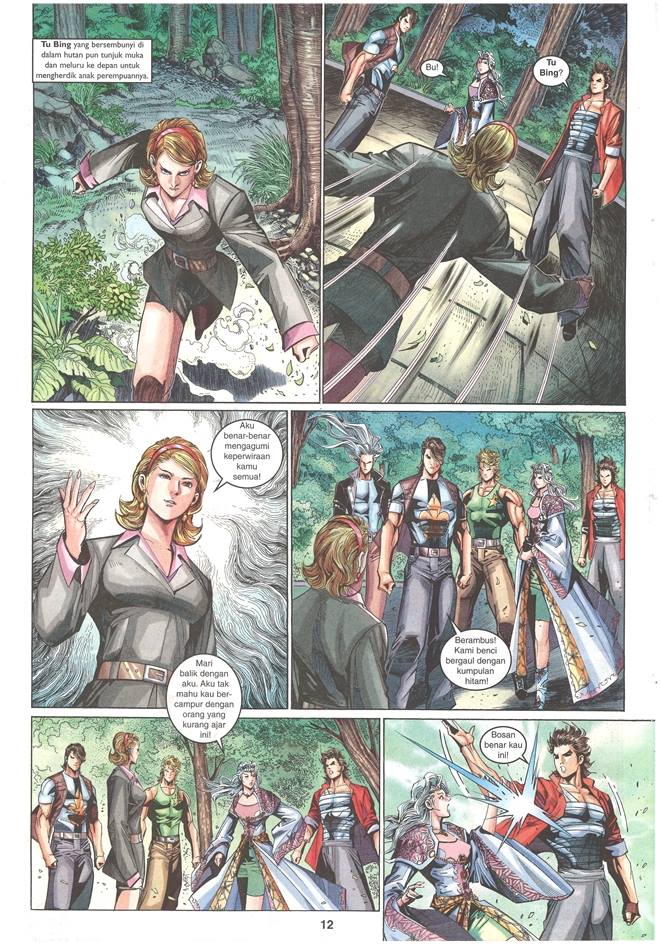 Tu Bing yang bersembunyi di
dalam hutan pun tunjuk muka
dan meluru ke depan untuk
mengherdik anak perempuannya.
Bu!
Tu
Bing?
Aku
benar-benar
mengagumi
keperwiraan
kamu
semua!
Berambus!
Kami benci
bergaul dengan
kumpulan
hitam!
Mari
balik dengan
aku. Aku tak
mahu kau ber-
campur dengan
orang yang
kurang ajar
ini!
Bosan
benar kau
ini!
12